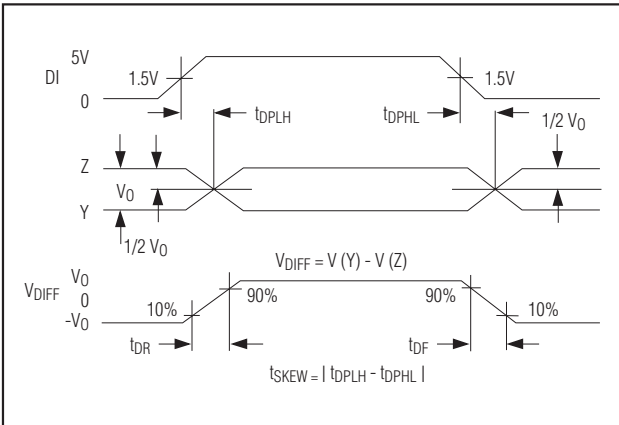 5V
DI
1.5V
1.5V
0
tDPLH
tDPHL
1/2 VO
Z
VO
Y
1/2 VO
VDIFF = V (Y) - V (Z)
VO
VDIFF
0
-VO
10%
90%
90%
10%
tDR
tDF
tSKEW = | tDPLH - tDPHL |